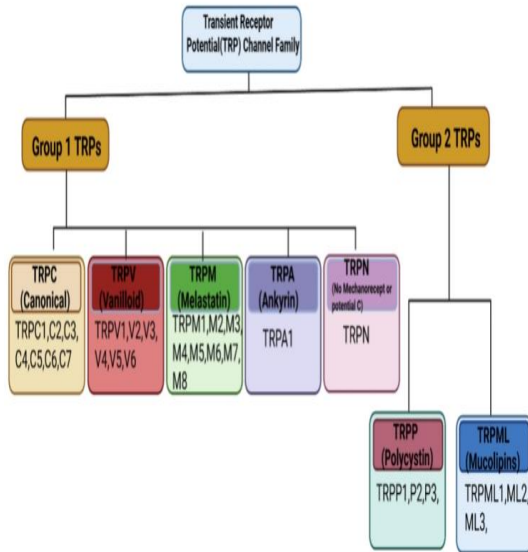 Transient Receptor
Potential(TRP) Channel Family
Group 1 TRPs
Group 2 TRPs
TRPC
(Canonical)
TRPC1,C2,C3,
C4,C5,C6,C7
TRPV
(Vanilloid)
TRPV1,V2,V3,
V4,V5,V6
TRPM
(Melastatin)
TRPM1,M2,M3,
M4,M5,M6,M7,
M8
TRPA
(Ankyrin)
TRPA1
TRPN
(No Mechanorecept or
potential C)
TRPN
TRPP
(Polycystin)
TRPP1,P2,P3,
TRPML
(Mucolipins)
TRPML1,ML2,
ML3,